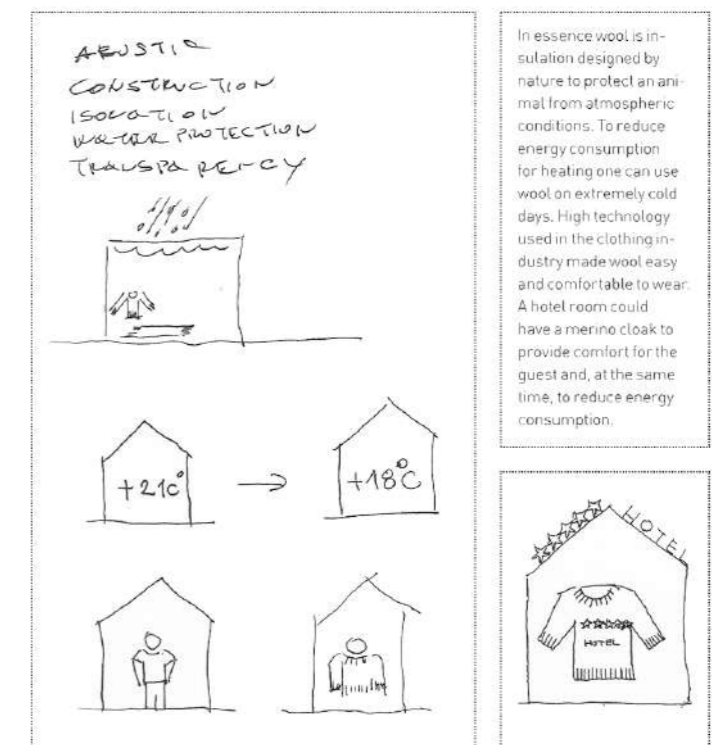 AKUSTIC
CONSTRUCTION
ISOLATION
WATER PROTECTION
TRANSPARENCY
+21C°
+18°C
In essence wool is in-
sulation designed by
nature to protect an ani-
mal from atmospheric
conditions. To reduce
energy consumption
for heating one can use
wool on extremely cold
days. High technology
used in the clothing in-
dustry made wool easy
and comfortable to wear.
A hotel room could
have a merino cloak to
provide comfort for the
guest and, at the same
time, to reduce energy
consumption.
HOTEL
HOTEL